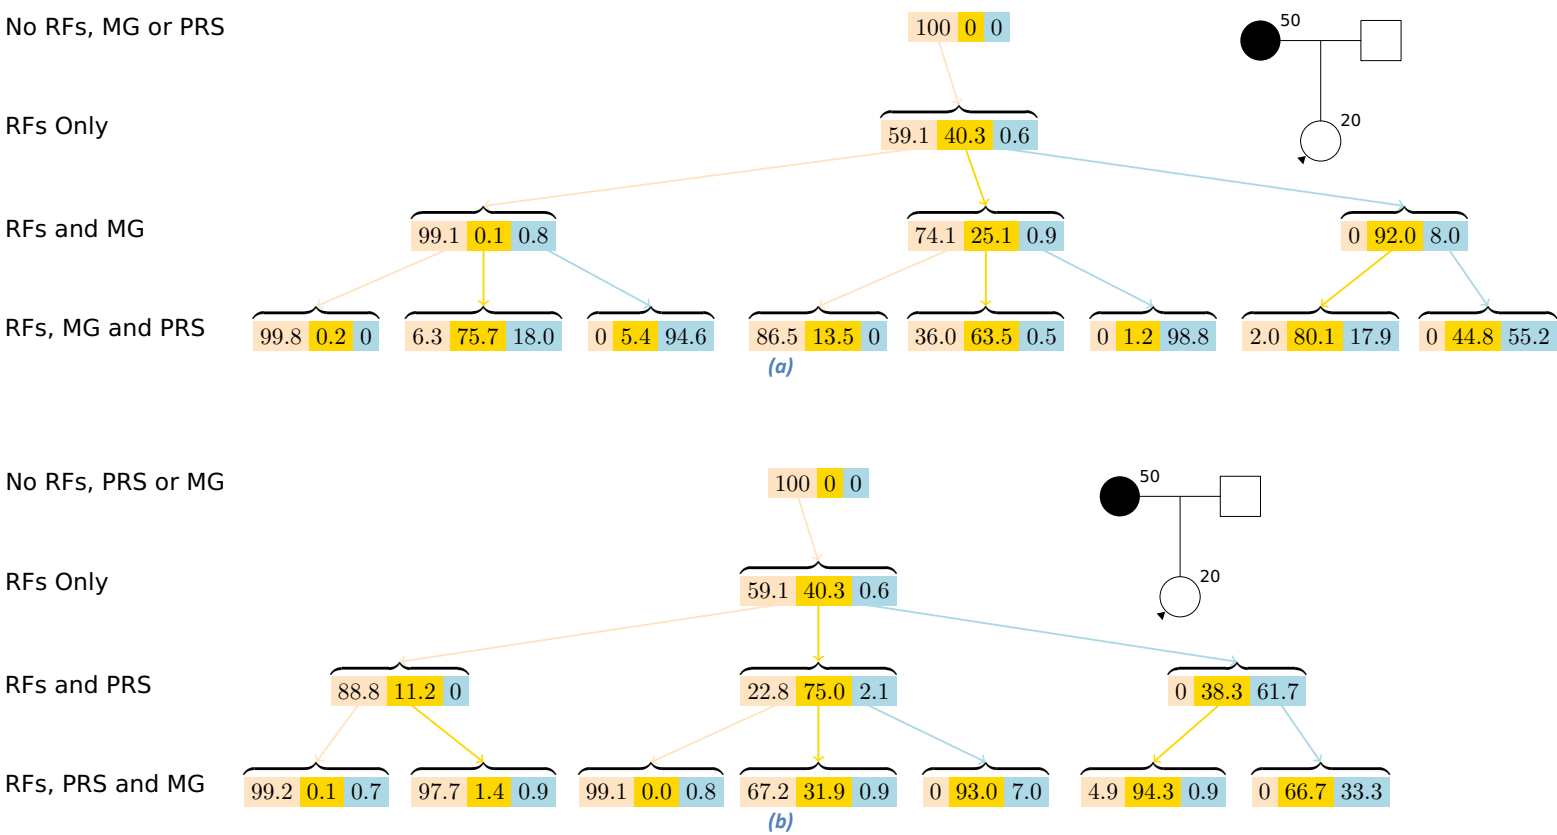 No RFs, MG or PRS 100 0 0 50
RFs Only 59.1 40.3 0.6 20
RFs and MG 99.1 0.1 0.8 74.1 25.1 0.9 0 92.0 8.0
RFs, MG and PRS 99.8 0.2 0 6.3 75.7 18.0 0 5.4 94.6 86.5 13.5 0 36.0 63.5 0.5 0 1.2 98.8 2.0 80.1 17.9 0 44.8 55.2
(a)
No RFs, PRS or MG 100 0 0 50
RFs Only 59.1 40.3 0.6 20
RFs and PRS 88.8 11.2 0 22.8 75.0 2.1 0 38.3 61.7
RFs, PRS and MG 99.2 0.1 0.7 97.7 1.4 0.9 99.1 0.0 0.8 67.2 31.9 0.9 0 93.0 7.0 4.9 94.3 0.9 0 66.7 33.3
(b)